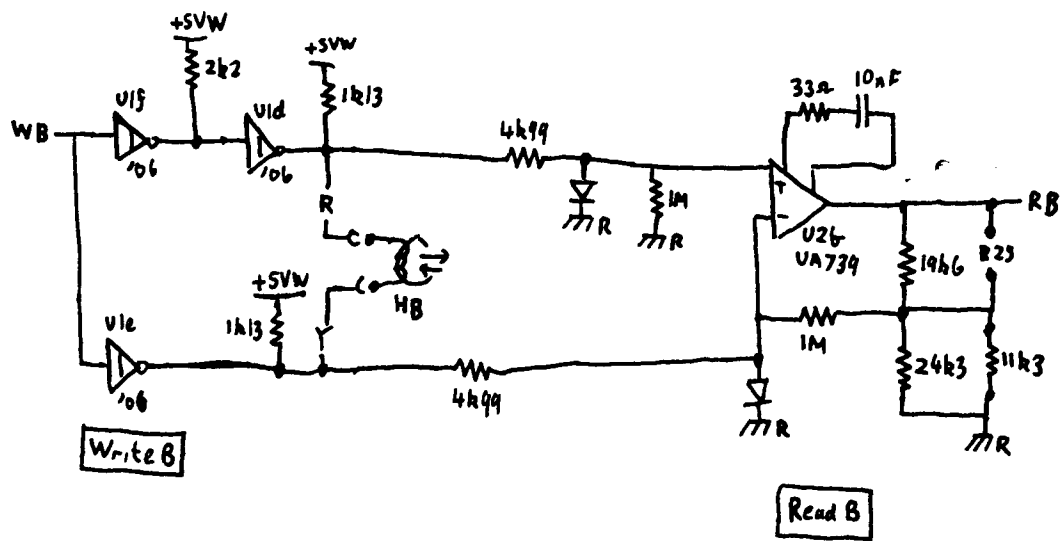 +5VW
2k2
+5VW
1k13
33Ω
10nF
WB
U1f
'06
U1d
'06
4k99
R
1M
R
+
-
U2b
UA739
RB
19k6
R
HB
+5VW
1k13
Y
1M
24k3
11k3
U1e
'06
4k99
R
R
Write B
Read B